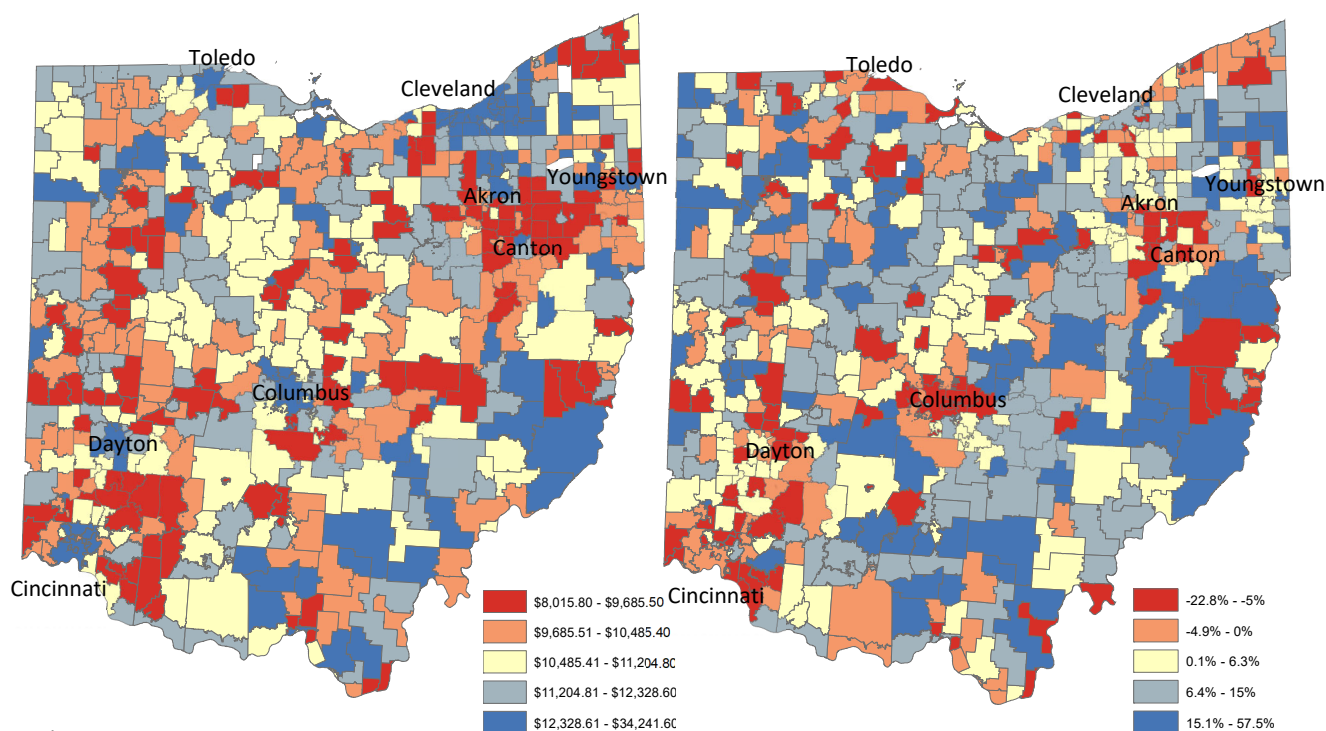 Toledo
Cleveland
Akron
Youngstown
Canton
Columbus
Dayton
Cincinnati
$8,015.80 - $9,685.50
$9,685.51 - $10,485.40
$10,485.41 - $11,204.80
$11,204.81 - $12,328.60
$12,328.61 - $34,241.60
Toledo
Cleveland
Youngstown
Akron
Canton
Columbus
Dayton
Cincinnati
-22.8% - -5%
-4.9% - 0%
0.1% - 6.3%
6.4% - 15%
15.1% - 57.5%